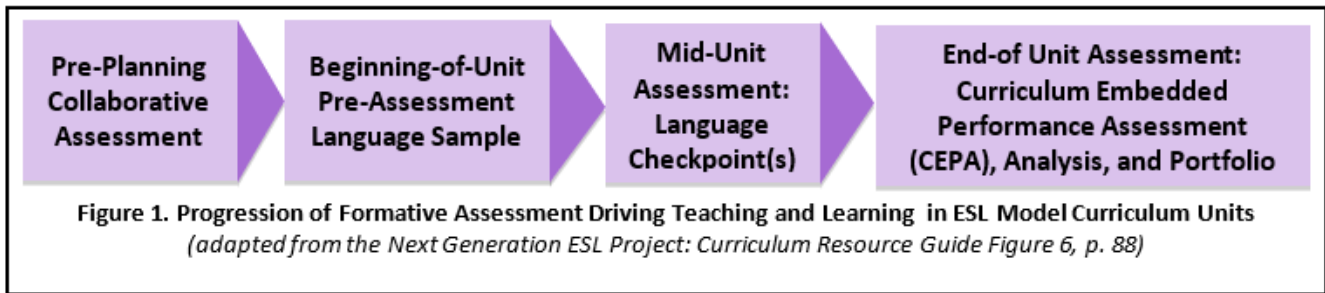 Pre-Planning
Collaborative
Assessment
Beginning-of-Unit
Pre-Assessment
Language Sample
Mid-Unit
Assessment:
Language
Checkpoint(s)
End-of Unit Assessment:
Curriculum Embedded
Performance Assessment
(CEPA), Analysis, and Portfolio
Figure 1. Progression of Formative Assessment Driving Teaching and Learning in ESL Model Curriculum Units
(adapted from the Next Generation ESL Project: Curriculum Resource Guide Figure 6, p. 88)